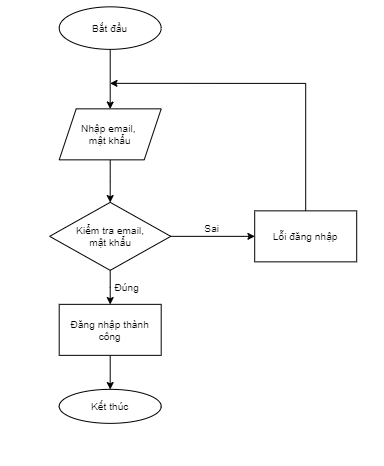 Bắt đầu
Nhập email,
mật khẩu
Kiểm tra email,
mật khẩu
Sai
Lỗi đăng nhập
Đúng
Đăng nhập thành
công
Kết thúc